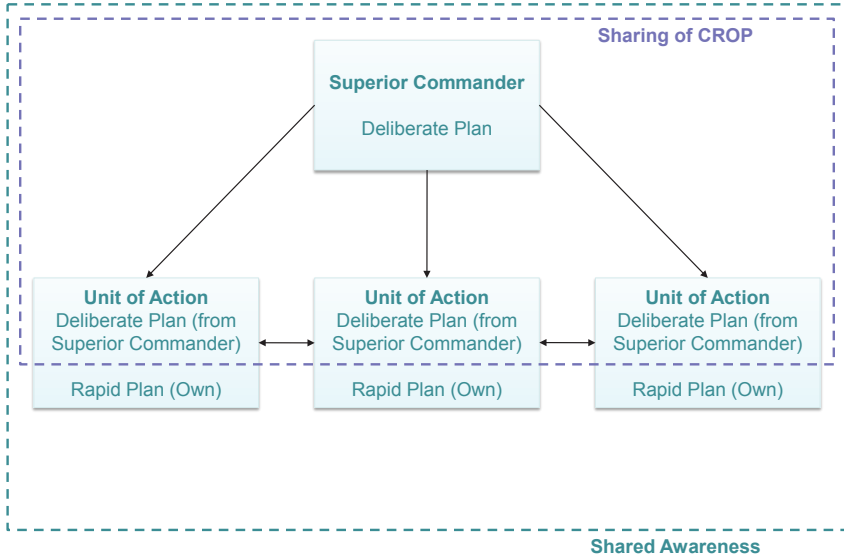 Sharing of CROP
Superior Commander
Deliberate Plan
Unit of Action
Deliberate Plan (from
Superior Commander)
Rapid Plan (Own)
Unit of Action
Deliberate Plan (from
Superior Commander)
Rapid Plan (Own)
Unit of Action
Deliberate Plan (from
Superior Commander)
Rapid Plan (Own)
Shared Awareness